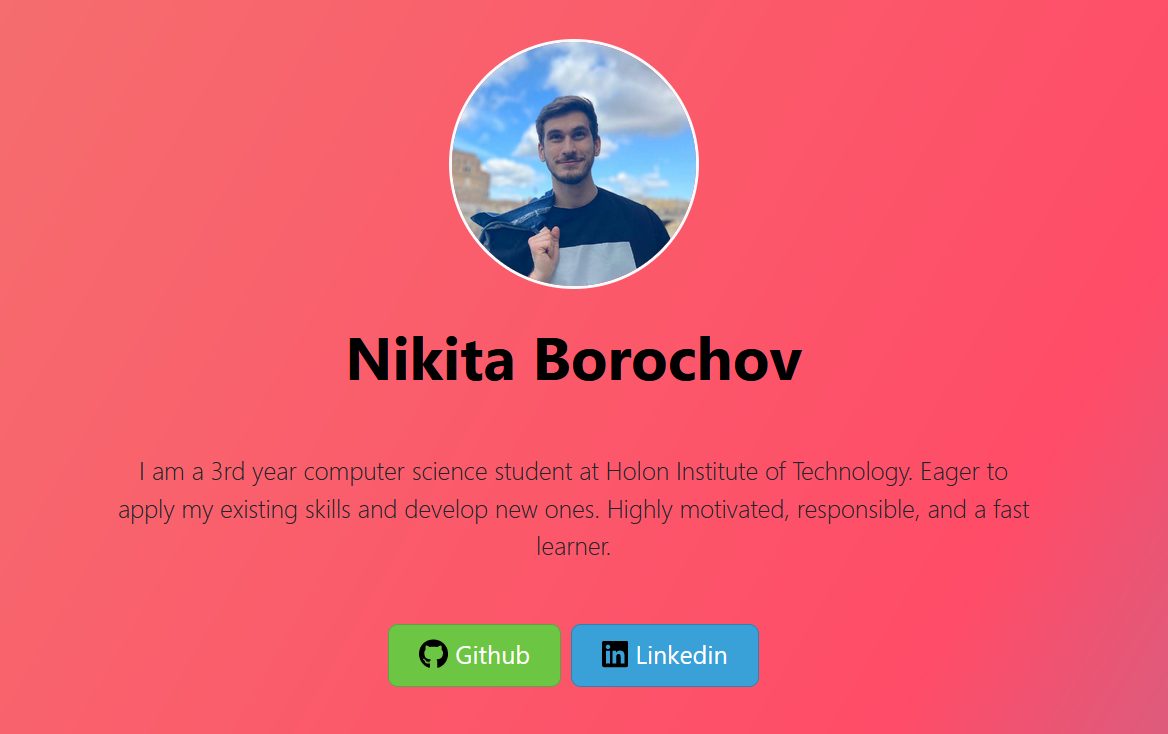 Nikita Borochov
I am a 3rd year computer science student at Holon Institute of Technology. Eager to
apply my existing skills and develop new ones. Highly motivated, responsible, and a fast
learner.
Github
in Linkedin